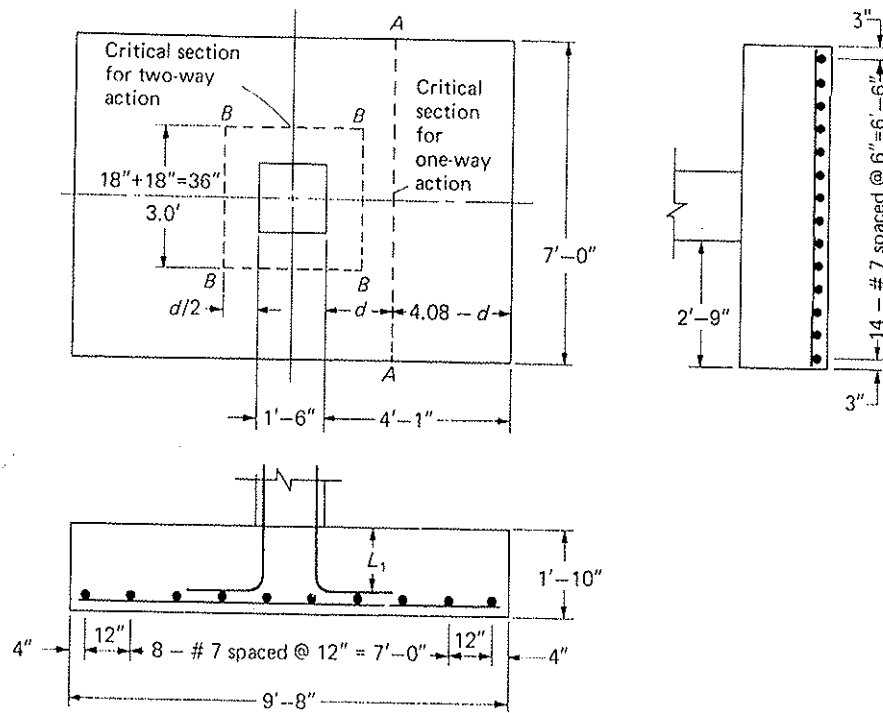 A
Critical section
for two-way
action
Critical
section
for
one-way
action
B
B
18"+18"=36"
3.0'
B
B
d/2
d
4.08 – d
A
7'–0"
1'–6"
4'–1"
3"
14 – # 7 spaced @ 6"=6'–6"
2'–9"
3"
L₁
1'–10"
4"
12"
8 – # 7 spaced @ 12" = 7'–0"
12"
4"
9'–8"